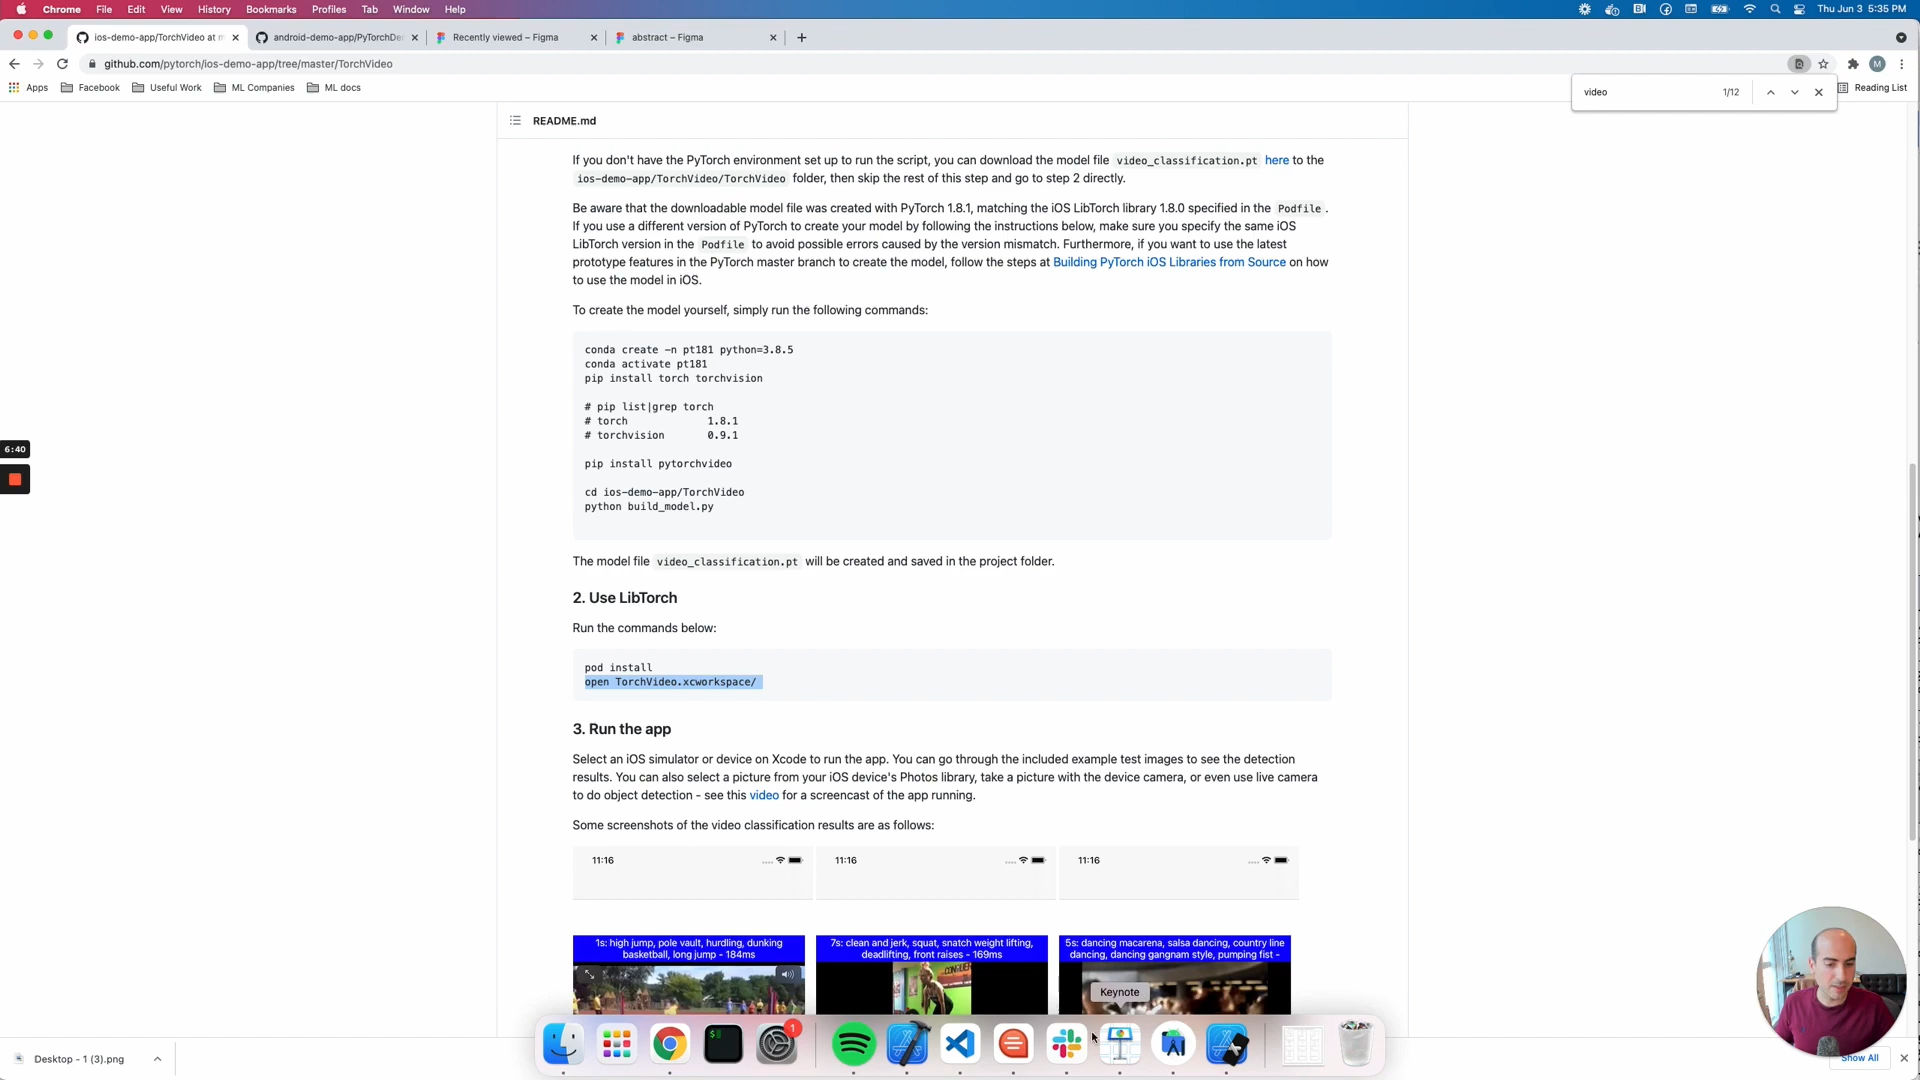 Chrome File Edit View History Bookmarks Profiles Tab Window Help Thu Jun 3 5:35 PM
ios-demo-app/TorchVideo at m
android-demo-app/PyTorchDe
Recently viewed – Figma
abstract – Figma
github.com/pytorch/ios-demo-app/tree/master/TorchVideo
Apps Facebook Useful Work ML Companies ML docs Reading List
video 1/12
README.md
If you don't have the PyTorch environment set up to run the script, you can download the model file video_classification.pt here to the
ios-demo-app/TorchVideo/TorchVideo folder, then skip the rest of this step and go to step 2 directly.
Be aware that the downloadable model file was created with PyTorch 1.8.1, matching the iOS LibTorch library 1.8.0 specified in the Podfile .
If you use a different version of PyTorch to create your model by following the instructions below, make sure you specify the same iOS
LibTorch version in the Podfile to avoid possible errors caused by the version mismatch. Furthermore, if you want to use the latest
prototype features in the PyTorch master branch to create the model, follow the steps at Building PyTorch iOS Libraries from Source on how
to use the model in iOS.
To create the model yourself, simply run the following commands:
conda create -n pt181 python=3.8.5
conda activate pt181
pip install torch torchvision
# pip list|grep torch
# torch 1.8.1
# torchvision 0.9.1
6:40
pip install pytorchvideo
cd ios-demo-app/TorchVideo
python build_model.py
The model file video_classification.pt will be created and saved in the project folder.
2. Use LibTorch
Run the commands below:
pod install
open TorchVideo.xcworkspace/
3. Run the app
Select an iOS simulator or device on Xcode to run the app. You can go through the included example test images to see the detection
results. You can also select a picture from your iOS device's Photos library, take a picture with the device camera, or even use live camera
to do object detection - see this video for a screencast of the app running.
Some screenshots of the video classification results are as follows:
11:16 11:16 11:16
1s: high jump, pole vault, hurdling, dunking
basketball, long jump - 184ms
7s: clean and jerk, squat, snatch weight lifting,
deadlifting, front raises - 169ms
5s: dancing macarena, salsa dancing, country line
dancing, dancing gangnam style, pumping fist -
Keynote
1
Desktop - 1 (3).png
Show All